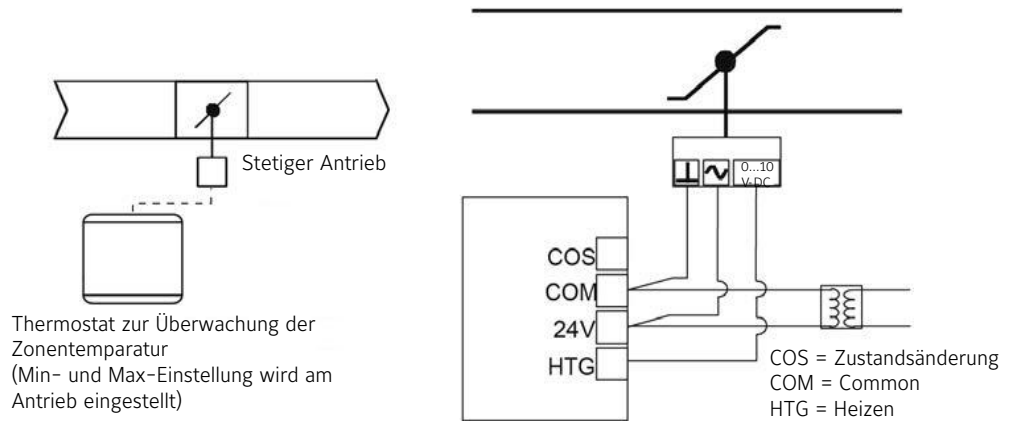 Stetiger Antrieb
Thermostat zur Überwachung der
Zonentemperatur
(Min- und Max-Einstellung wird am
Antrieb eingestellt)
0...10
V-DC
COS
COM
24V
HTG
COS = Zustandsänderung
COM = Common
HTG = Heizen